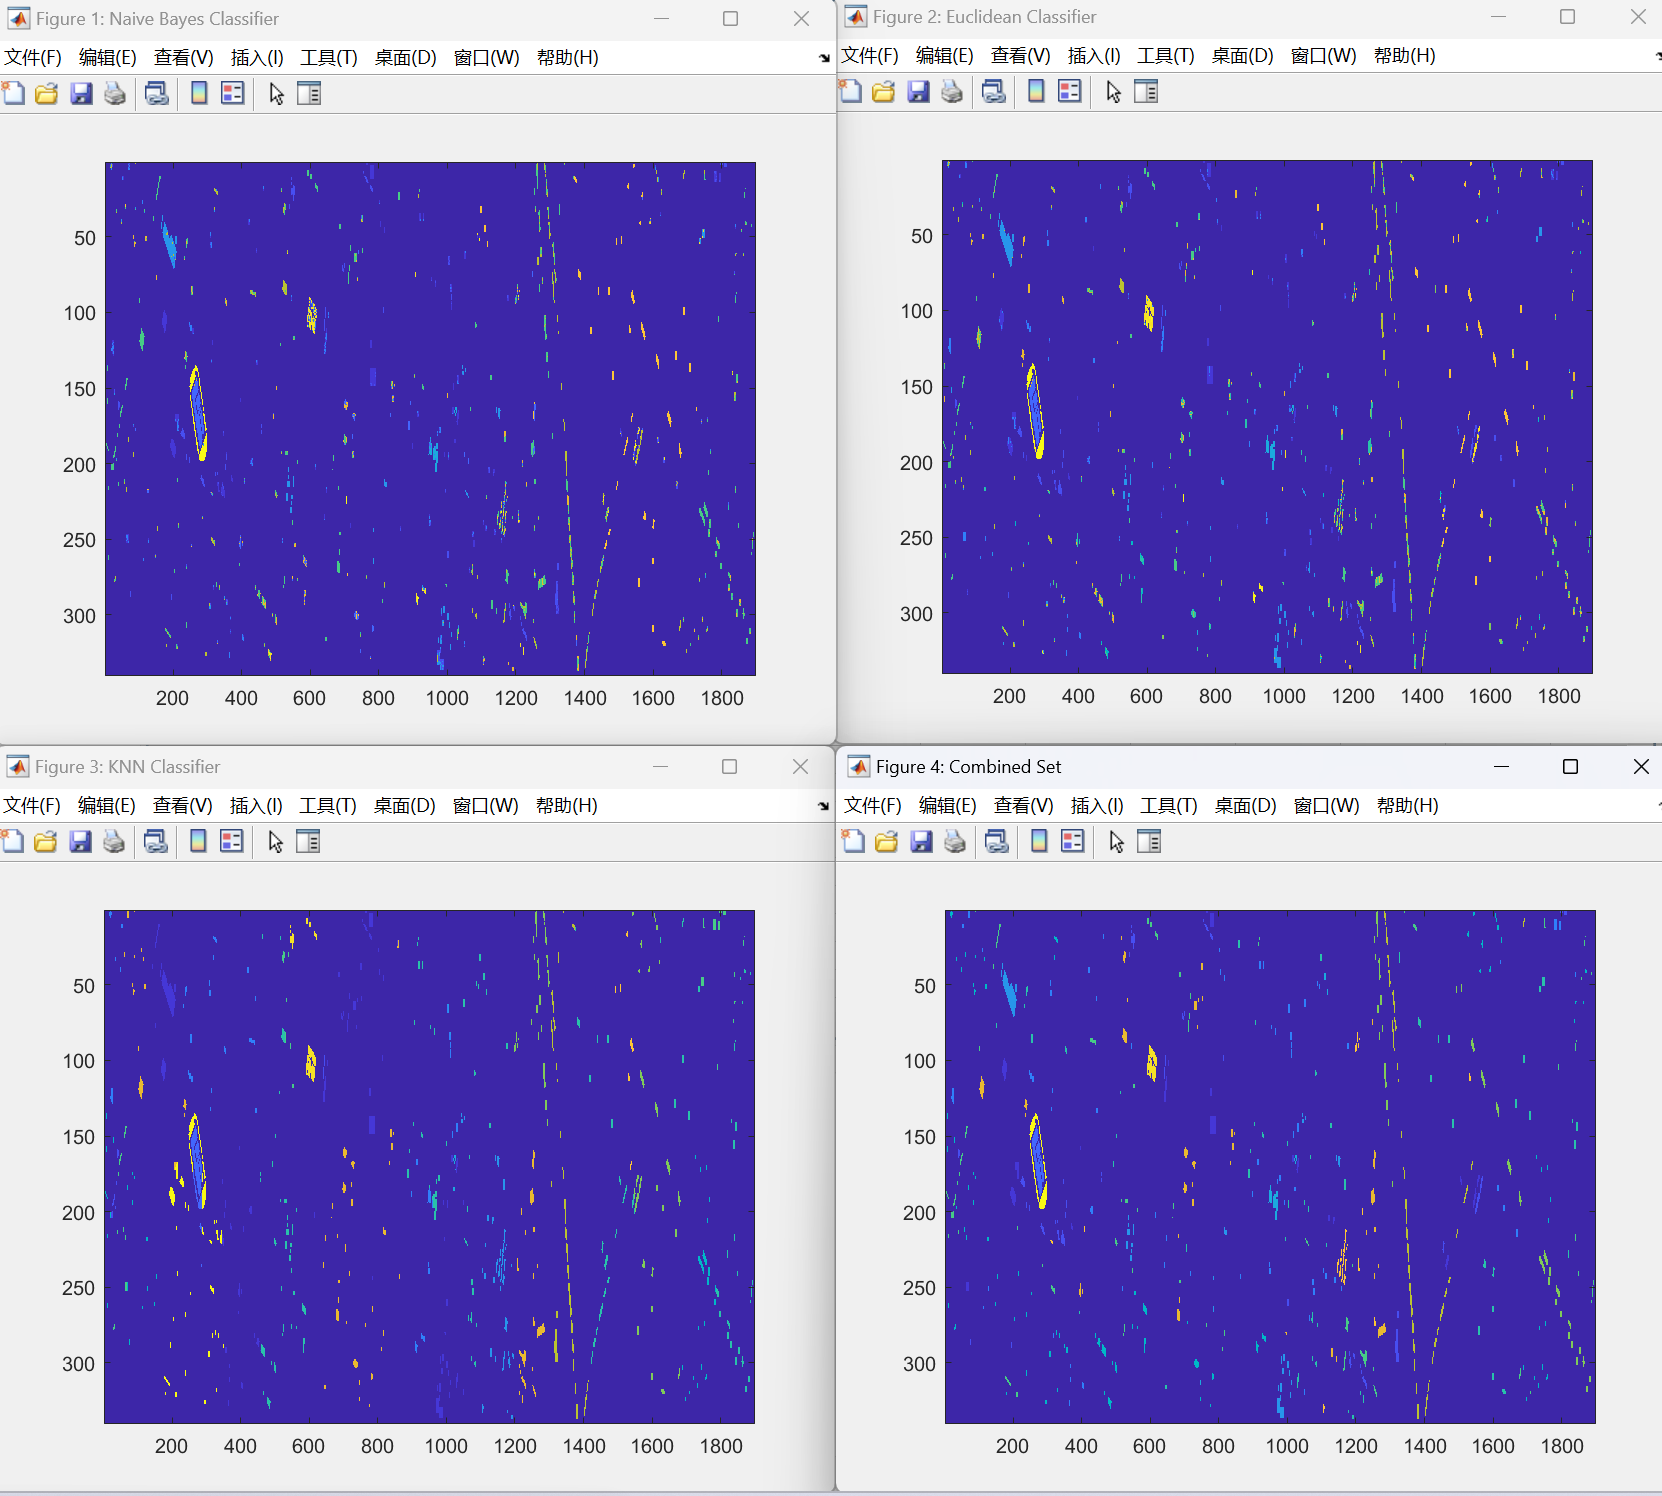 Figure 1: Naive Bayes Classifier
文件(F) 编辑(E) 查看(V) 插入(I) 工具(T) 桌面(D) 窗口(W) 帮助(H)
50
100
150
200
250
300
200 400 600 800 1000 1200 1400 1600 1800
Figure 2: Euclidean Classifier
文件(F) 编辑(E) 查看(V) 插入(I) 工具(T) 桌面(D) 窗口(W) 帮助(H)
50
100
150
200
250
300
200 400 600 800 1000 1200 1400 1600 1800
Figure 3: KNN Classifier
文件(F) 编辑(E) 查看(V) 插入(I) 工具(T) 桌面(D) 窗口(W) 帮助(H)
50
100
150
200
250
300
200 400 600 800 1000 1200 1400 1600 1800
Figure 4: Combined Set
文件(F) 编辑(E) 查看(V) 插入(I) 工具(T) 桌面(D) 窗口(W) 帮助(H)
50
100
150
200
250
300
200 400 600 800 1000 1200 1400 1600 1800